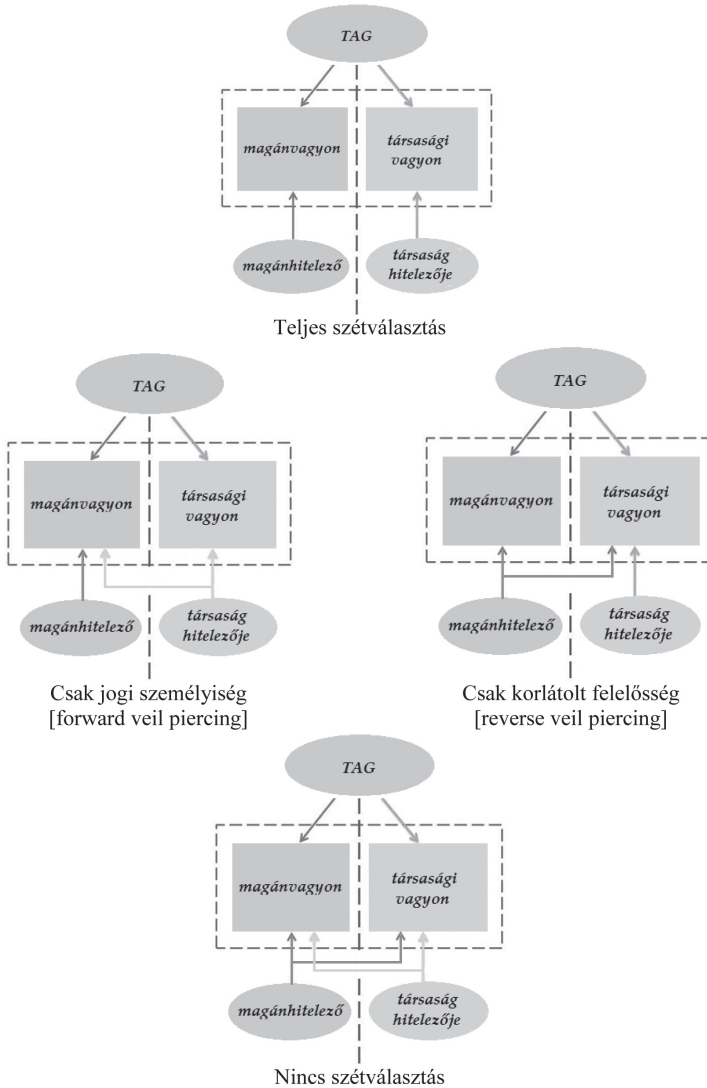 TAG
magánvagyon
társasági
vagyon
magánhitelező
társaság
hitelezője
Teljes szétválasztás
TAG
magánvagyon
társasági
vagyon
magánhitelező
társaság
hitelezője
Csak jogi személyiség
[forward veil piercing]
TAG
magánvagyon
társasági
vagyon
magánhitelező
társaság
hitelezője
Csak korlátolt felelősség
[reverse veil piercing]
TAG
magánvagyon
társasági
vagyon
magánhitelező
társaság
hitelezője
Nincs szétválasztás